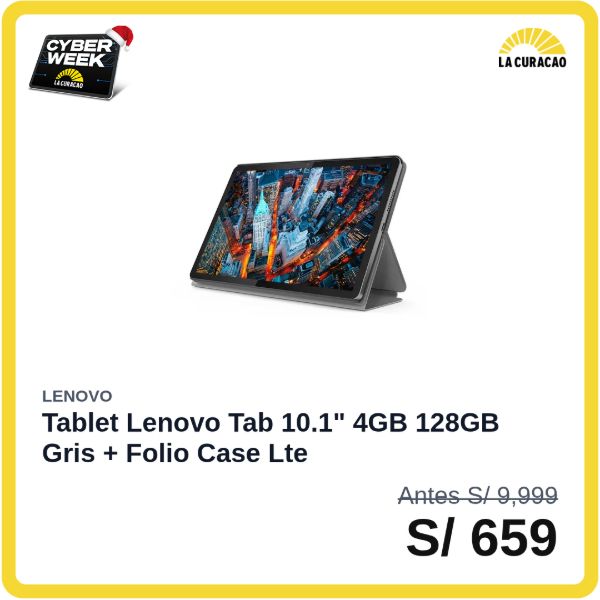 CYBER
WEEK
LA CURACAO
LA CURACAO
LENOVO
Tablet Lenovo Tab 10.1" 4GB 128GB
Gris + Folio Case Lte
Antes S/ 9,999
S/ 659